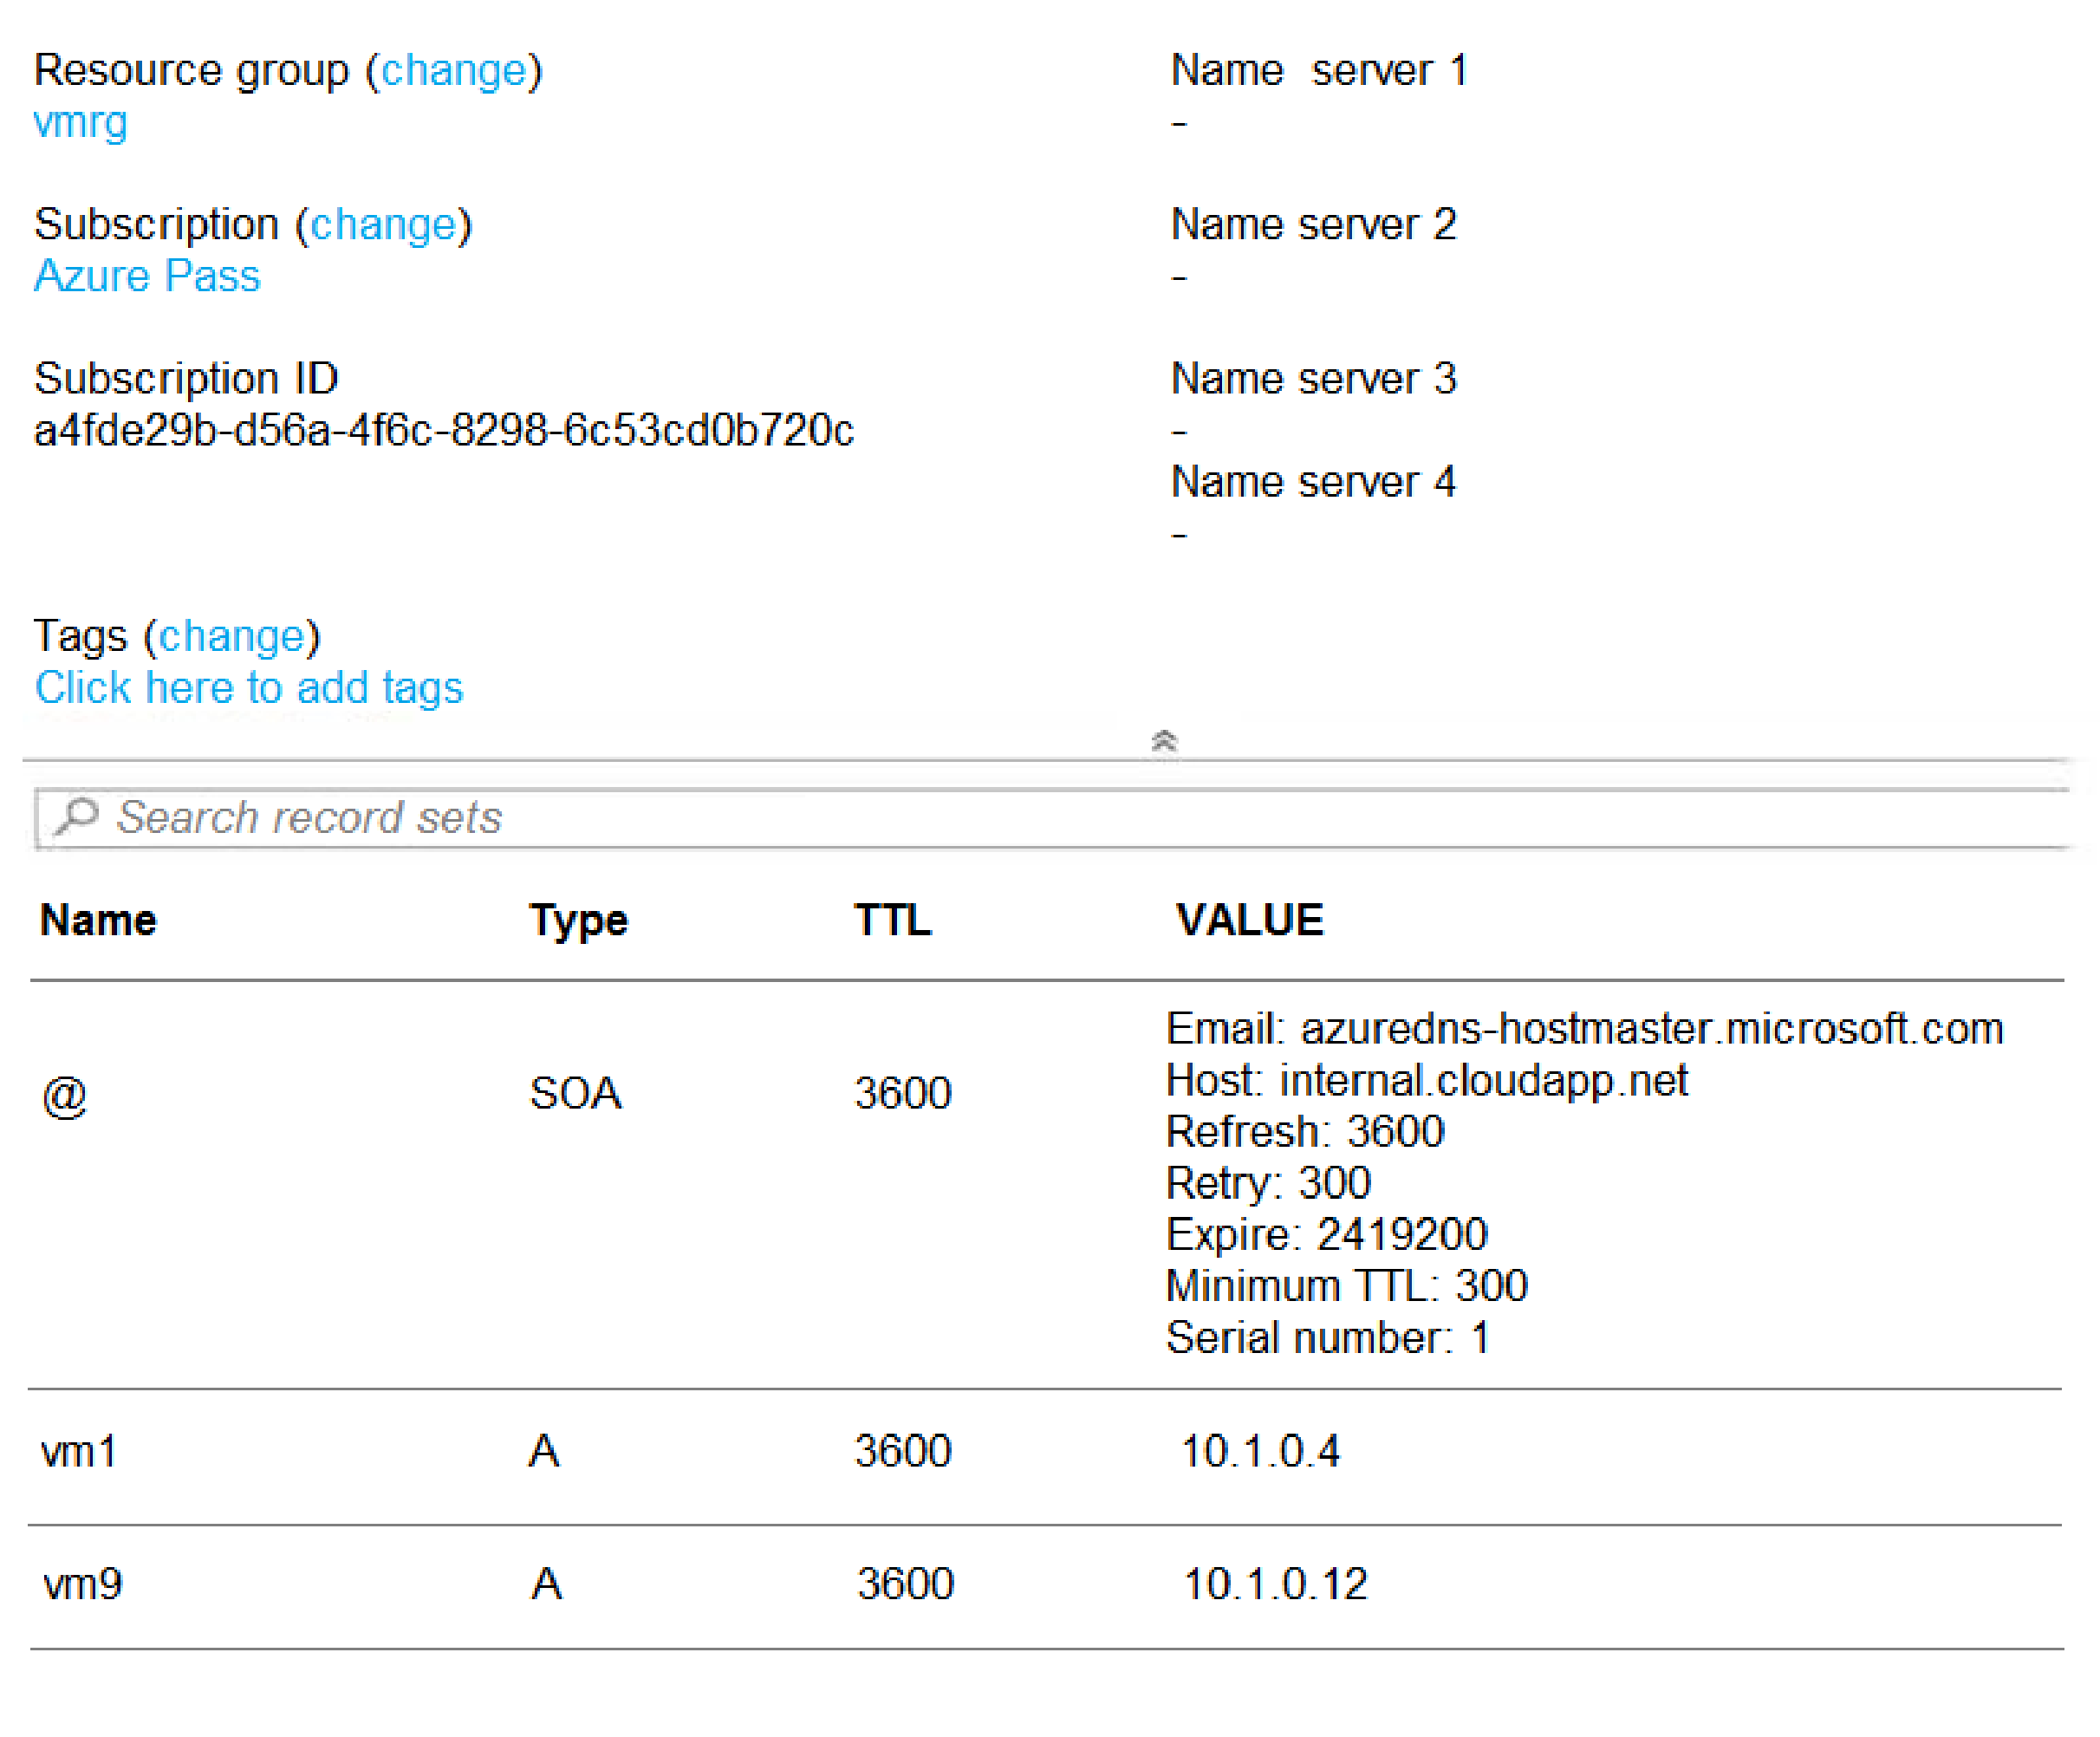 Resource group (change)
vmrg
Name server 1
-
Subscription (change)
Azure Pass
Name server 2
-
Subscription ID
a4fde29b-d56a-4f6c-8298-6c53cd0b720c
Name server 3
-
Name server 4
-
Tags (change)
Click here to add tags
Search record sets
Name Type TTL VALUE
@ SOA 3600
Email: azuredns-hostmaster.microsoft.com
Host: internal.cloudapp.net
Refresh: 3600
Retry: 300
Expire: 2419200
Minimum TTL: 300
Serial number: 1
vm1 A 3600 10.1.0.4
vm9 A 3600 10.1.0.12